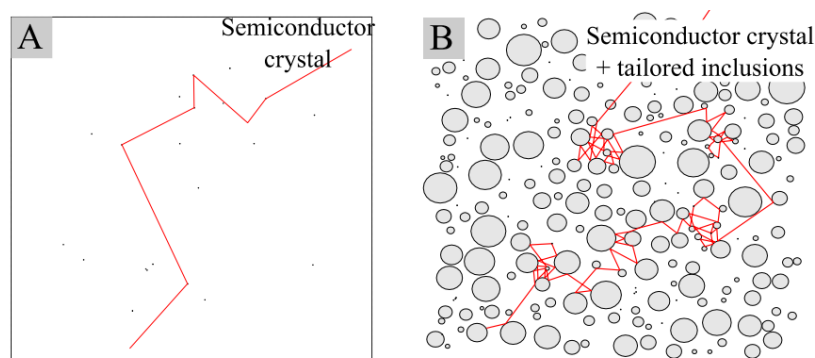 A
Semiconductor
crystal
B
Semiconductor crystal
+ tailored inclusions